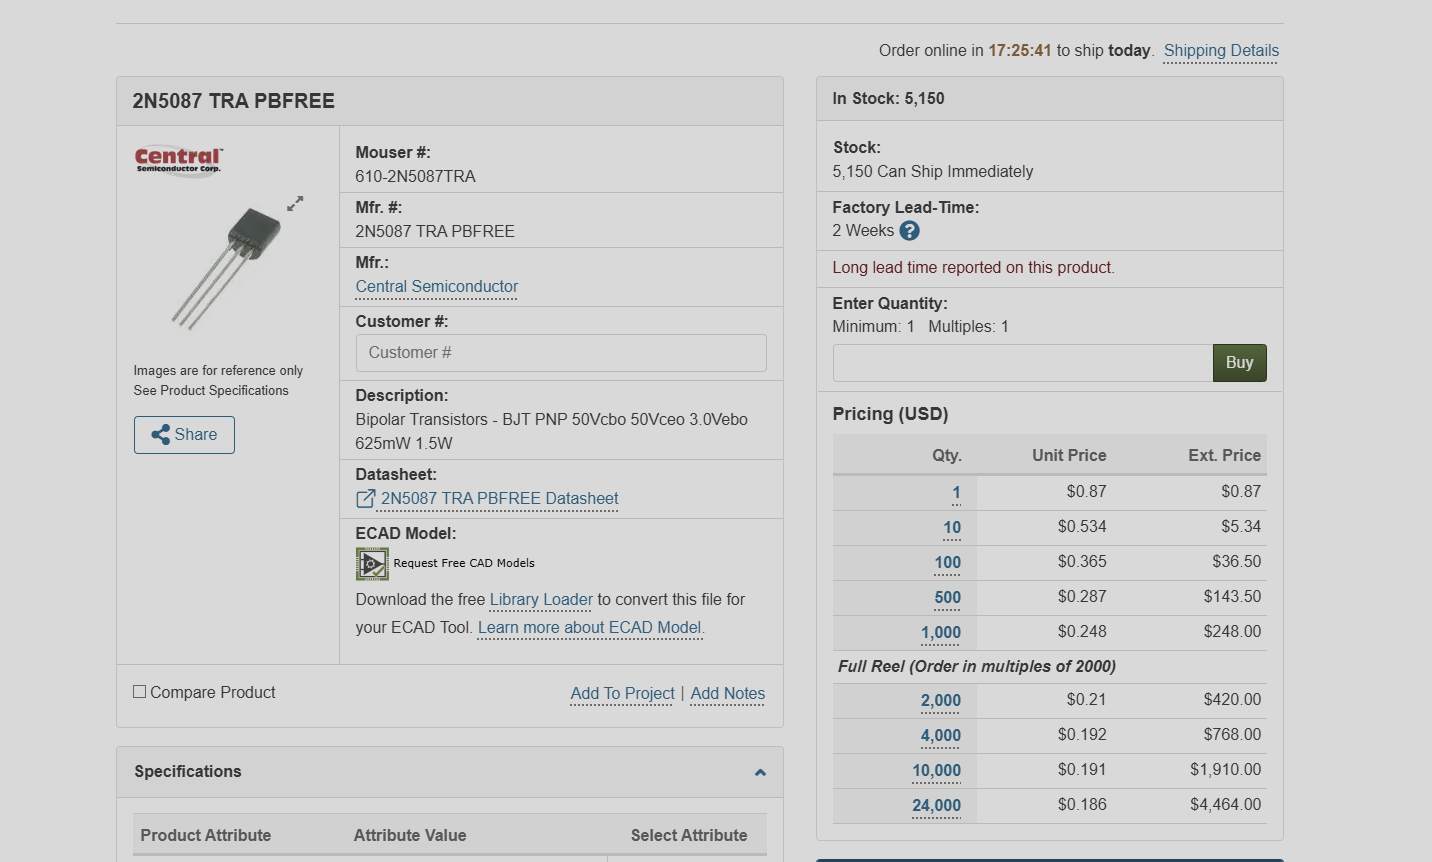 Order online in 17:25:41 to ship today. Shipping Details
2N5087 TRA PBFREE
Central™
Semiconductor Corp.
Images are for reference only
See Product Specifications
Share
Mouser #:
610-2N5087TRA
Mfr. #:
2N5087 TRA PBFREE
Mfr.:
Central Semiconductor
Customer #:
Customer #
Description:
Bipolar Transistors - BJT PNP 50Vcbo 50Vceo 3.0Vebo
625mW 1.5W
Datasheet:
2N5087 TRA PBFREE Datasheet
ECAD Model:
Request Free CAD Models
Download the free Library Loader to convert this file for
your ECAD Tool. Learn more about ECAD Model.
Compare Product
Add To Project | Add Notes
Specifications
Product Attribute Attribute Value Select Attribute
In Stock: 5,150
Stock:
5,150 Can Ship Immediately
Factory Lead-Time:
2 Weeks ?
Long lead time reported on this product.
Enter Quantity:
Minimum: 1 Multiples: 1
Buy
Pricing (USD)
Qty. Unit Price Ext. Price
1 $0.87 $0.87
10 $0.534 $5.34
100 $0.365 $36.50
500 $0.287 $143.50
1,000 $0.248 $248.00
Full Reel (Order in multiples of 2000)
2,000 $0.21 $420.00
4,000 $0.192 $768.00
10,000 $0.191 $1,910.00
24,000 $0.186 $4,464.00